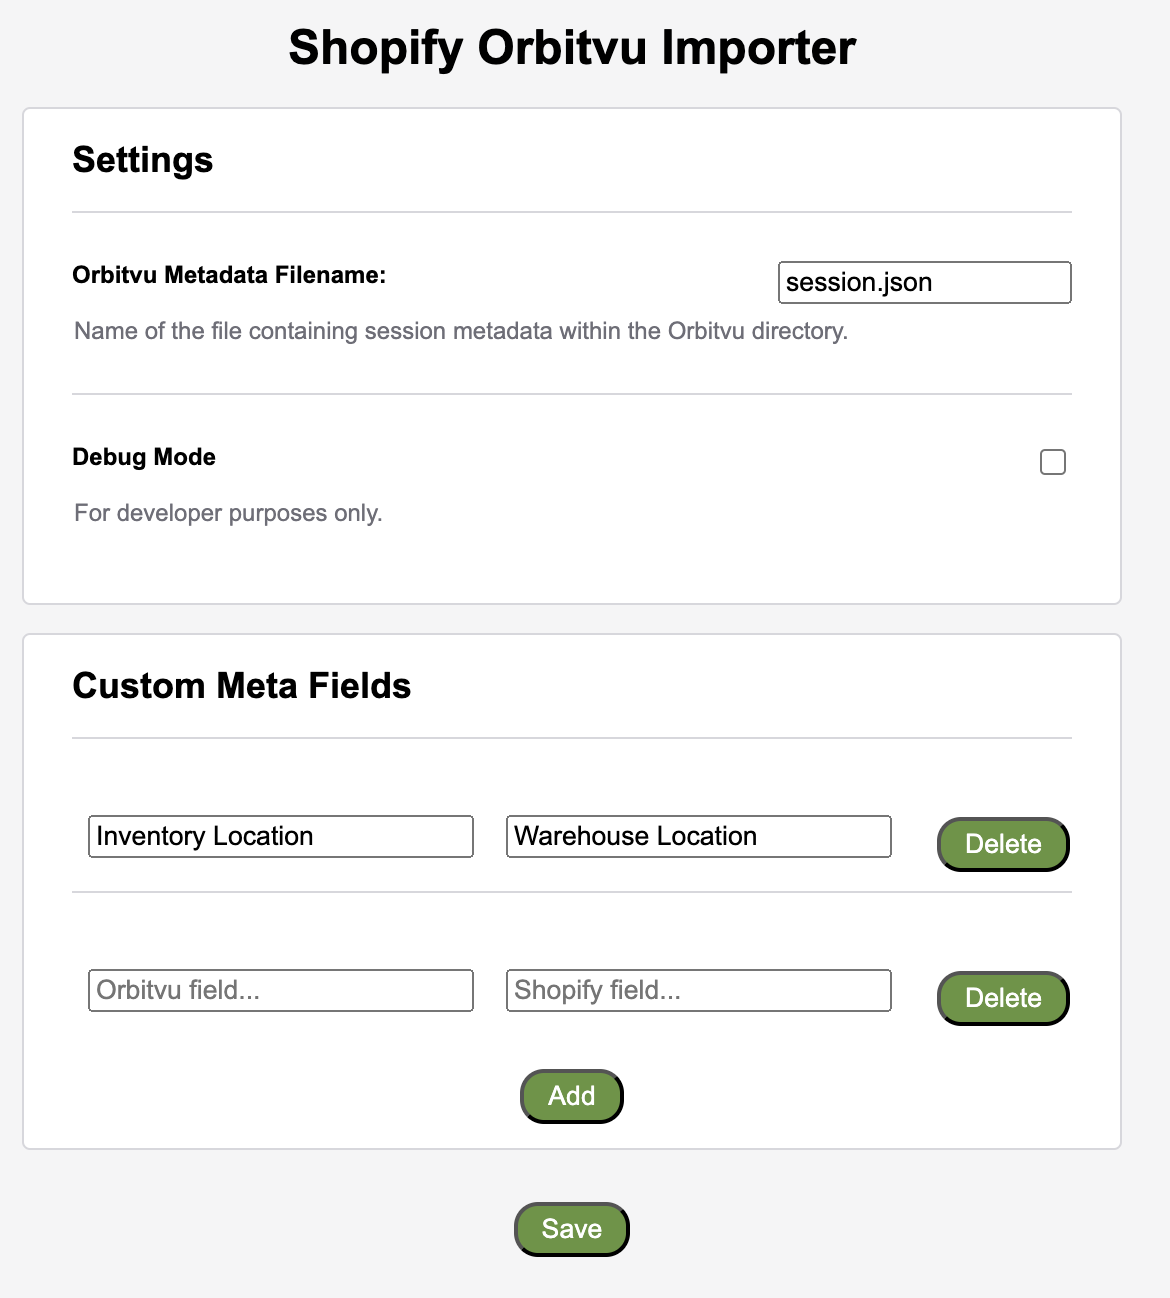 Shopify Orbitvu Importer
Settings
Orbitvu Metadata Filename:
session.json
Name of the file containing session metadata within the Orbitvu directory.
Debug Mode
For developer purposes only.
Custom Meta Fields
Inventory Location
Warehouse Location
Delete
Orbitvu field...
Shopify field...
Delete
Add
Save